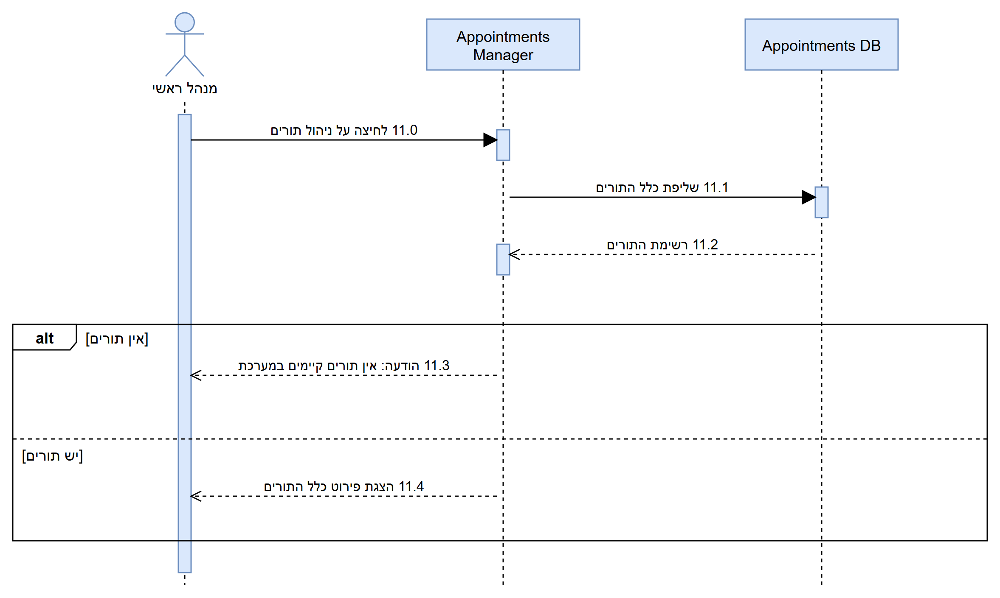 מנהל ראשי
Appointments
Manager
Appointments DB
11.0 לחיצה על ניהול תורים
11.1 שליפת כלל התורים
11.2 רשימת התורים
alt
[אין תורים]
11.3 הודעה: אין תורים קיימים במערכת
[יש תורים]
11.4 הצגת פירוט כלל התורים